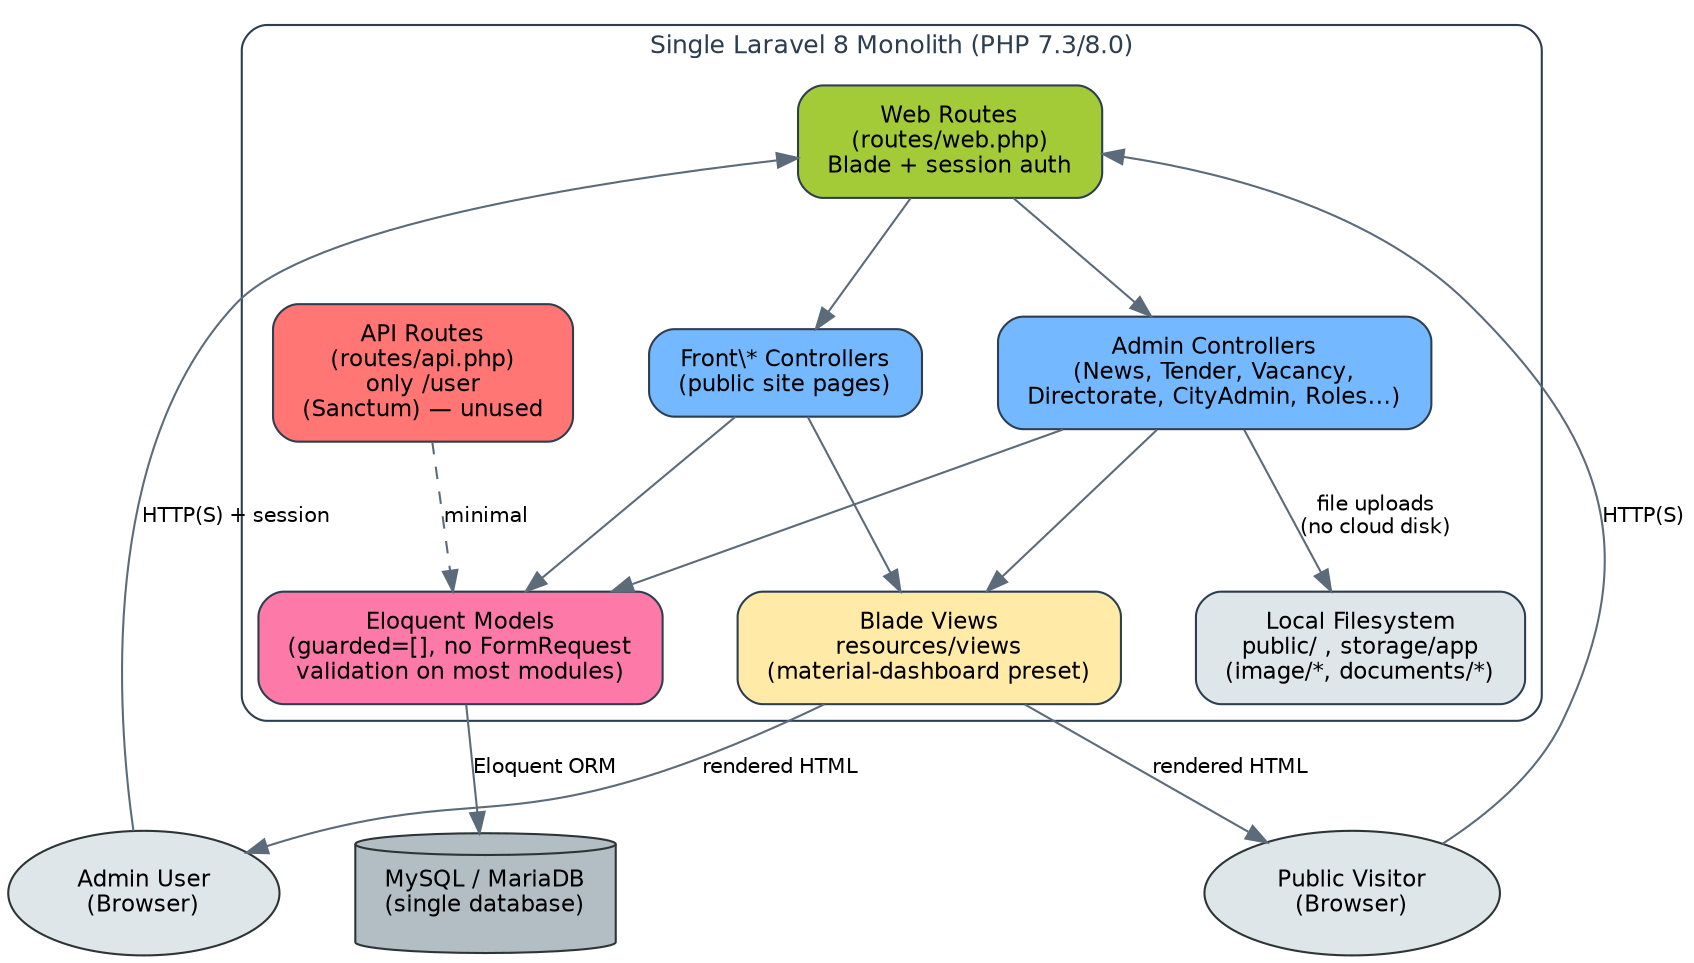 Single Laravel 8 Monolith (PHP 7.3/8.0)
Web Routes
(routes/web.php)
Blade + session auth
API Routes
(routes/api.php)
only /user
(Sanctum) — unused
Front\* Controllers
(public site pages)
Admin Controllers
(News, Tender, Vacancy,
Directorate, CityAdmin, Roles...)
HTTP(S) + session
minimal
file uploads
(no cloud disk)
HTTP(S)
Eloquent Models
(guarded=[], no FormRequest
validation on most modules)
Blade Views
resources/views
(material-dashboard preset)
Local Filesystem
public/ , storage/app
(image/*, documents/*)
Eloquent ORM
rendered HTML
rendered HTML
Admin User
(Browser)
MySQL / MariaDB
(single database)
Public Visitor
(Browser)